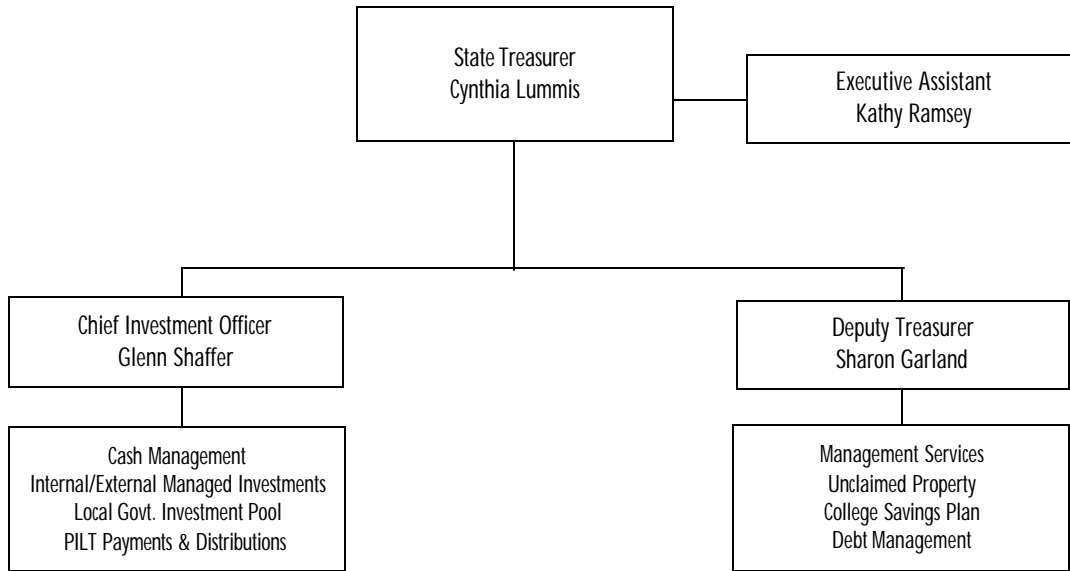 State Treasurer
Cynthia Lummis
Executive Assistant
Kathy Ramsey
Chief Investment Officer
Glenn Shaffer
Deputy Treasurer
Sharon Garland
Cash Management
Internal/External Managed Investments
Local Govt. Investment Pool
PILT Payments & Distributions
Management Services
Unclaimed Property
College Savings Plan
Debt Management